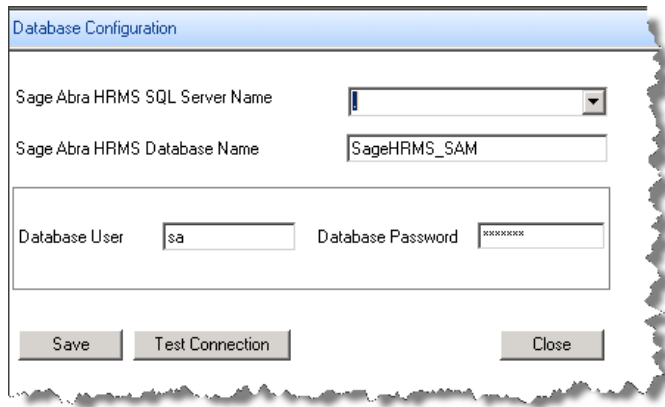 Database Configuration
Sage Abra HRMS SQL Server Name .
Sage Abra HRMS Database Name SageHRMS_SAM
Database User sa Database Password *******
Save Test Connection Close